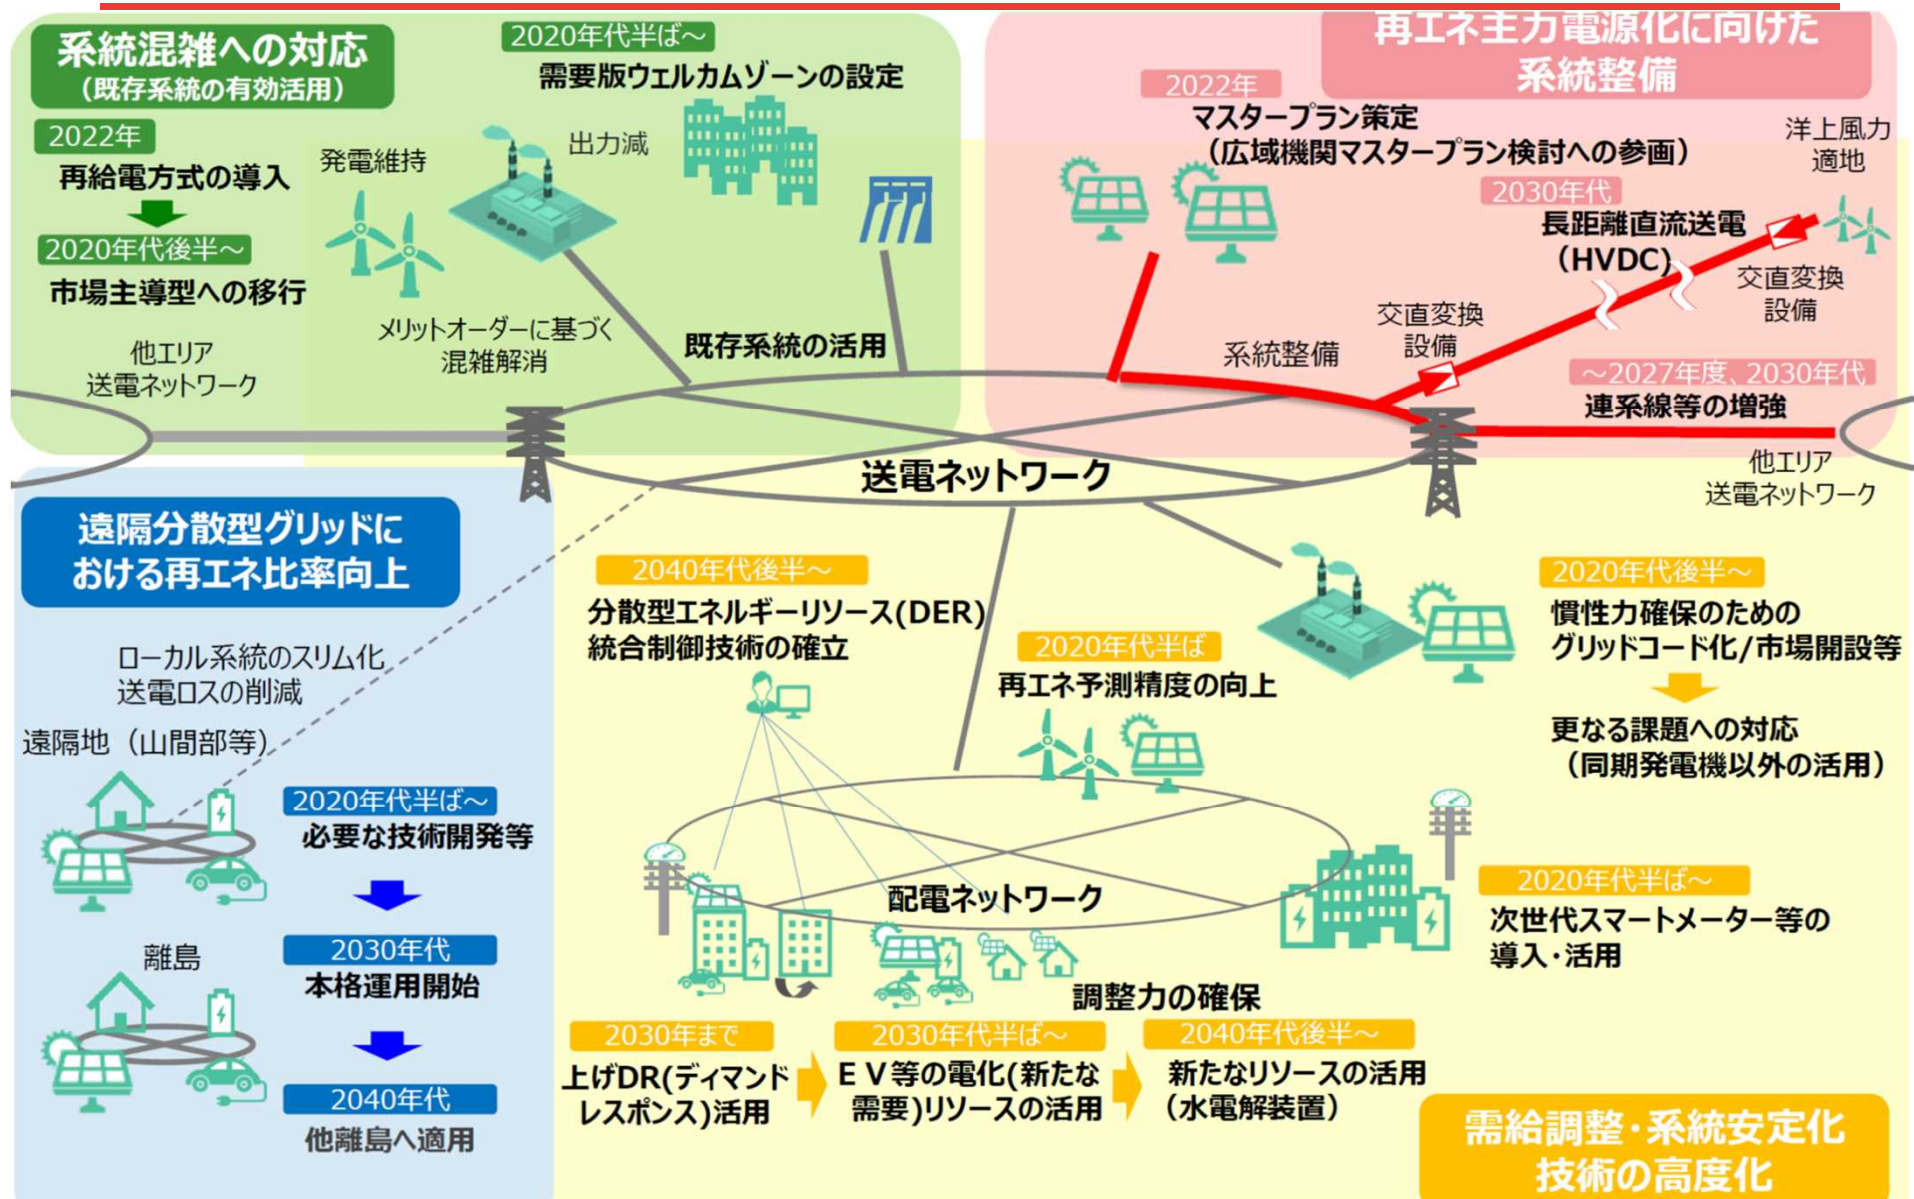 系統混雑への対応
（既存系統の有効活用）
2022年
再給電方式の導入
2020年代後半～
市場主導型への移行
他エリア
送電ネットワーク
2020年代半ば～
需要版ウェルカムゾーンの設定
発電維持
出力減
メリットオーダーに基づく
混雑解消
既存系統の活用
再エネ主力電源化に向けた
系統整備
2022年
マスタープラン策定
（広域機関マスタープラン検討への参画）
洋上風力
適地
2030年代
長距離直流送電
（HVDC）
交直変換
設備
交直変換
設備
系統整備
～2027年度、2030年代
連系線等の増強
他エリア
送電ネットワーク
送電ネットワーク
遠隔分散型グリッドに
おける再エネ比率向上
ローカル系統のスリム化
送電ロスの削減
遠隔地（山間部等）
2020年代半ば～
必要な技術開発等
離島
2030年代
本格運用開始
2040年代
他離島へ適用
2040年代後半～
分散型エネルギーリソース(DER)
統合制御技術の確立
2020年代半ば
再エネ予測精度の向上
2020年代後半～
慣性力確保のための
グリッドコード化/市場開設等
更なる課題への対応
（同期発電機以外の活用）
配電ネットワーク
2020年代半ば～
次世代スマートメーター等の
導入・活用
調整力の確保
2030年まで
上げDR(ディマンド
レスポンス)活用
2030年代半ば～
ＥＶ等の電化(新たな
需要)リソースの活用
2040年代後半～
新たなリソースの活用
（水電解装置）
需給調整・系統安定化
技術の高度化